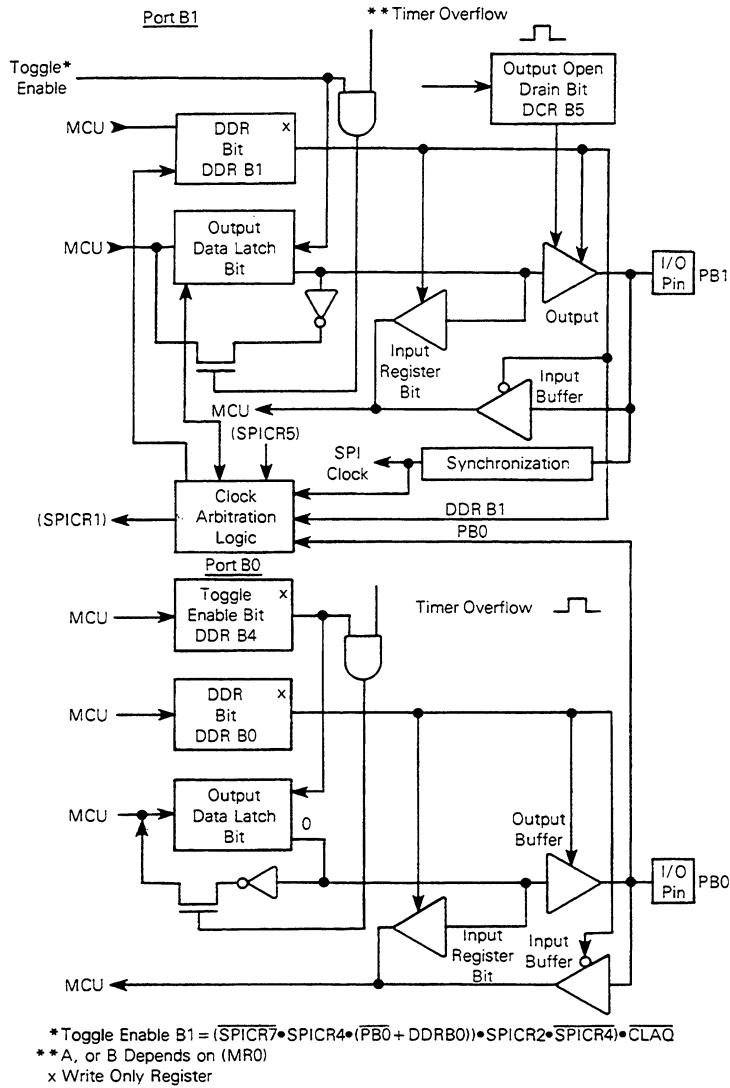 Port B1
**Timer Overflow
Toggle*
Enable
Output Open
Drain Bit
DCR B5
MCU
DDR x
Bit
DDR B1
MCU
Output
Data Latch
Bit
I/O
Pin
PB1
Output
Input
Register
Bit
Input
Buffer
MCU
(SPICR5)
SPI
Clock
Synchronization
(SPICR1)
Clock
Arbitration
Logic
DDR B1
PB0
Port B0
MCU
Toggle x
Enable Bit
DDR B4
Timer Overflow
MCU
DDR x
Bit
DDR B0
MCU
Output
Data Latch
Bit
0
Output
Buffer
I/O
Pin
PB0
Input
Register
Bit
Input
Buffer
MCU
*Toggle Enable B1 = (S̅P̅I̅C̅R̅7̅•SPICR4•(P̅B̅0̅ + DDRB0))•SPICR2•S̅P̅I̅C̅R̅4̅)•C̅L̅A̅Q̅
**A, or B Depends on (MR0)
x Write Only Register